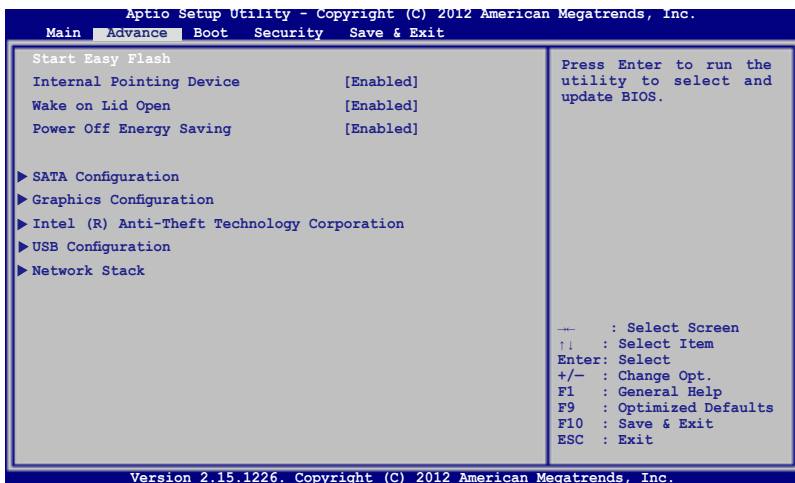 Aptio Setup Utility - Copyright (C) 2012 American Megatrends, Inc.
Main Advance Boot Security Save & Exit
Start Easy Flash
Internal Pointing Device [Enabled]
Wake on Lid Open [Enabled]
Power Off Energy Saving [Enabled]
SATA Configuration
Graphics Configuration
Intel (R) Anti-Theft Technology Corporation
USB Configuration
Network Stack
Press Enter to run the
utility to select and
update BIOS.
→← : Select Screen
↑↓ : Select Item
Enter: Select
+/— : Change Opt.
F1 : General Help
F9 : Optimized Defaults
F10 : Save & Exit
ESC : Exit
Version 2.15.1226. Copyright (C) 2012 American Megatrends, Inc.